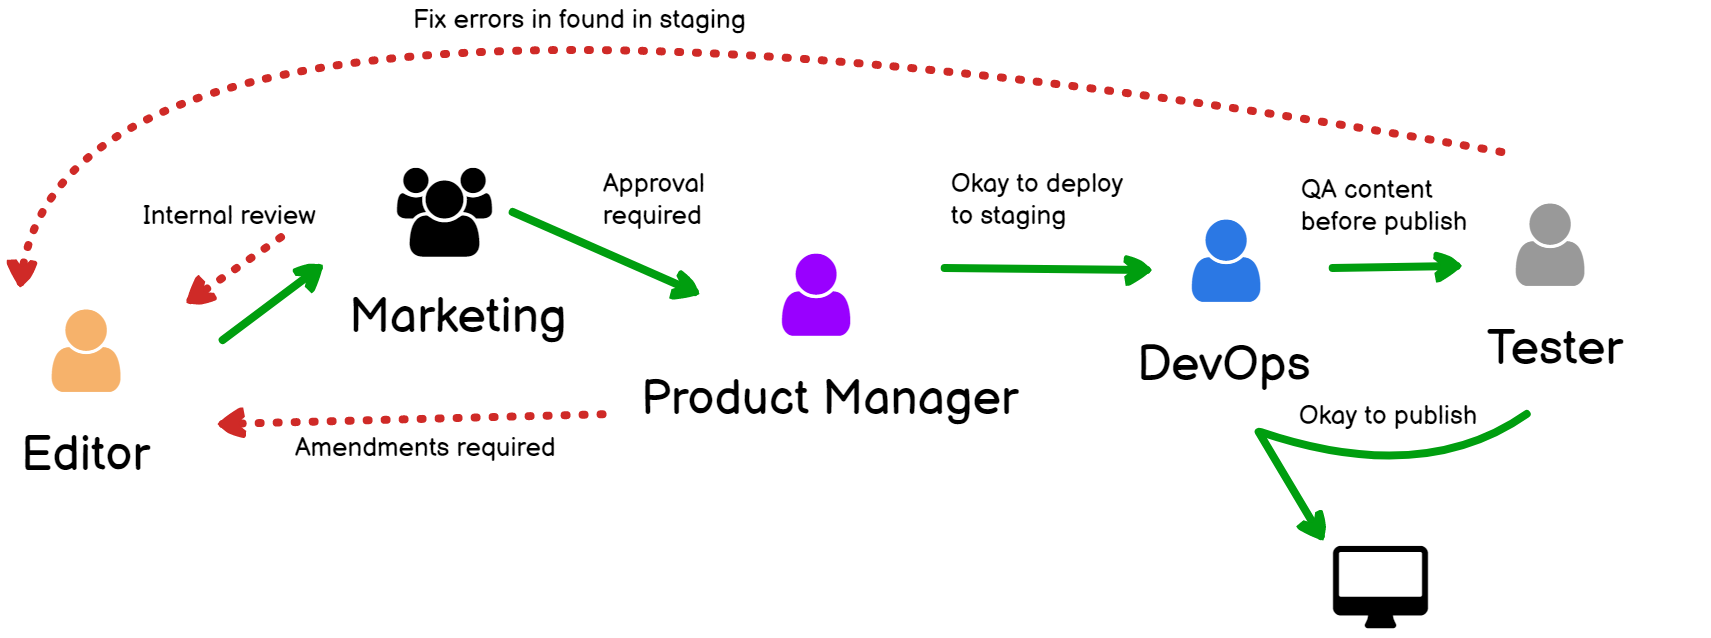 Fix errors in found in staging
Internal review
Approval
required
Okay to deploy
to staging
QA content
before publish
Marketing
Product Manager
DevOps
Tester
Editor
Amendments required
Okay to publish